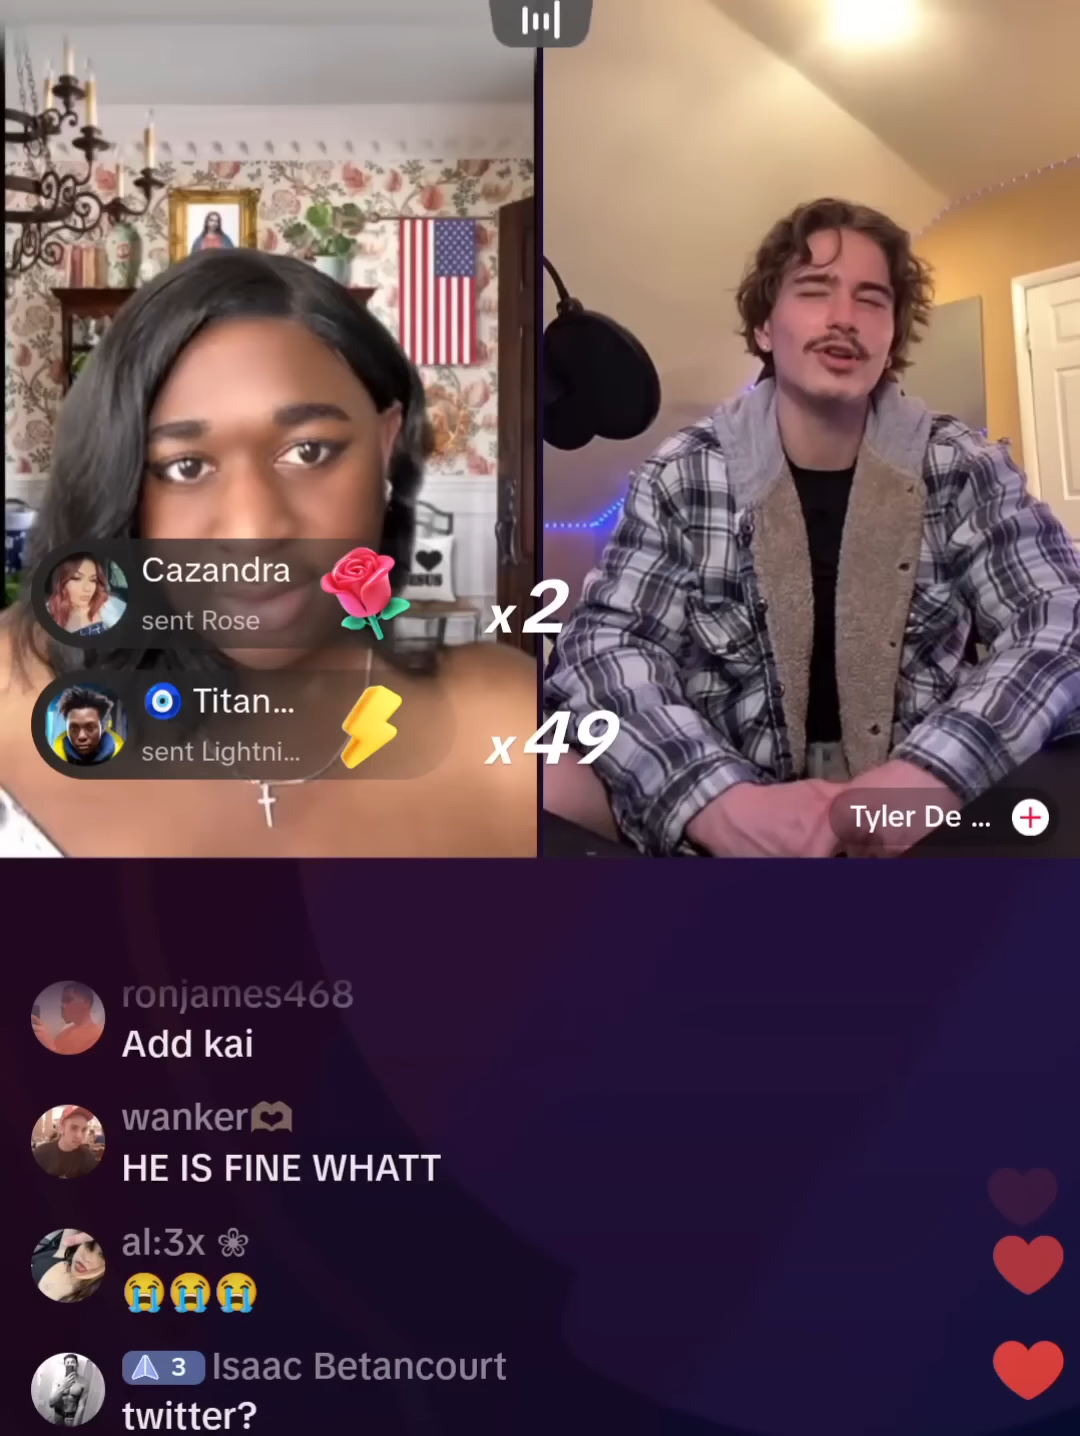 Cazandra
sent Rose
x2
Titan...
sent Lightni...
x49
JESUS
Tyler De ...
ronjames468
Add kai
wanker🫶🏾
HE IS FINE WHATT
al:3x ❀
😭😭😭
3 Isaac Betancourt
twitter?